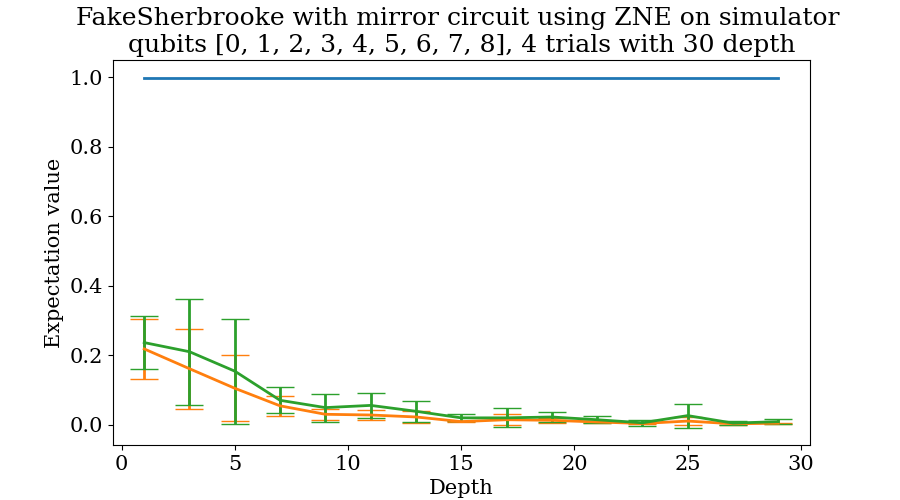 FakeSherbrooke with mirror circuit using ZNE on simulator
qubits [0, 1, 2, 3, 4, 5, 6, 7, 8], 4 trials with 30 depth
Expectation value
1.0
0.8
0.6
0.4
0.2
0.0
0 5 10 15 20 25 30
Depth